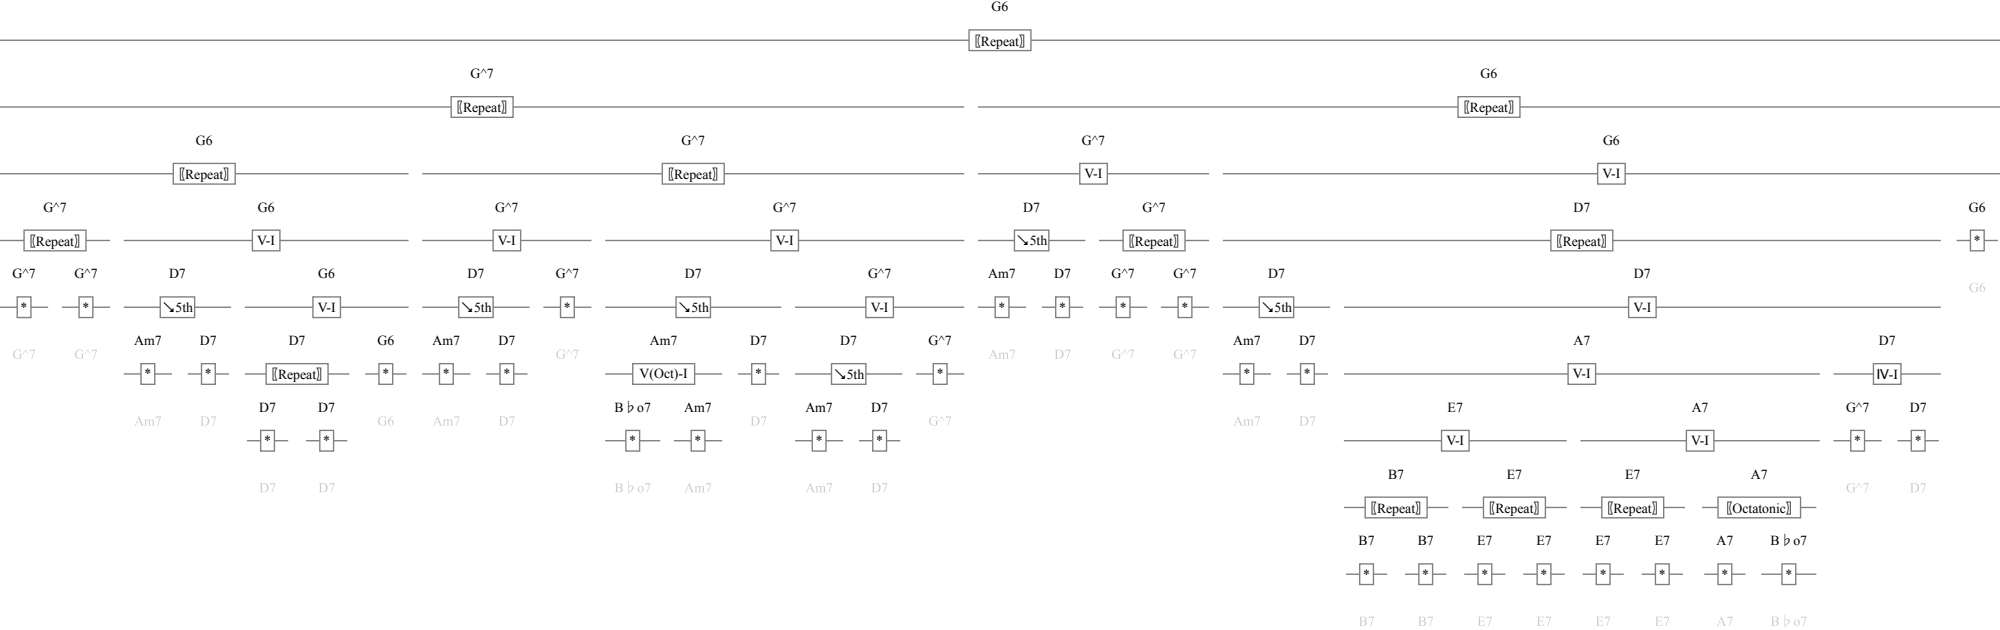 G6
⟦Repeat⟧
G^7 G6
⟦Repeat⟧ ⟦Repeat⟧
G6 G^7 G^7 G6
⟦Repeat⟧ ⟦Repeat⟧ V-I V-I
G^7 G6 G^7 G^7 D7 G^7 D7 G6
⟦Repeat⟧ V-I V-I V-I ↘5th ⟦Repeat⟧ ⟦Repeat⟧ *
G^7 G^7 D7 G6 D7 G^7 D7 G^7 Am7 D7 G^7 G^7 D7 D7 G6
* * ↘5th V-I ↘5th * ↘5th V-I * * * * ↘5th V-I
G^7 G^7 Am7 D7 D7 G6 Am7 D7 G^7 Am7 D7 D7 G^7 Am7 D7 G^7 G^7 Am7 D7 A7 D7
* * ⟦Repeat⟧ * * * V(Oct)-I * ↘5th * * * V-I Ⅳ-I
Am7 D7 D7 D7 G6 Am7 D7 B♭o7 Am7 D7 Am7 D7 G^7 Am7 D7 E7 A7 G^7 D7
* * * * * * V-I V-I * *
D7 D7 B♭o7 Am7 Am7 D7 B7 E7 E7 A7 G^7 D7
⟦Repeat⟧ ⟦Repeat⟧ ⟦Repeat⟧ ⟦Octatonic⟧
B7 B7 E7 E7 E7 E7 A7 B♭o7
* * * * * * * *
B7 B7 E7 E7 E7 E7 A7 B♭o7